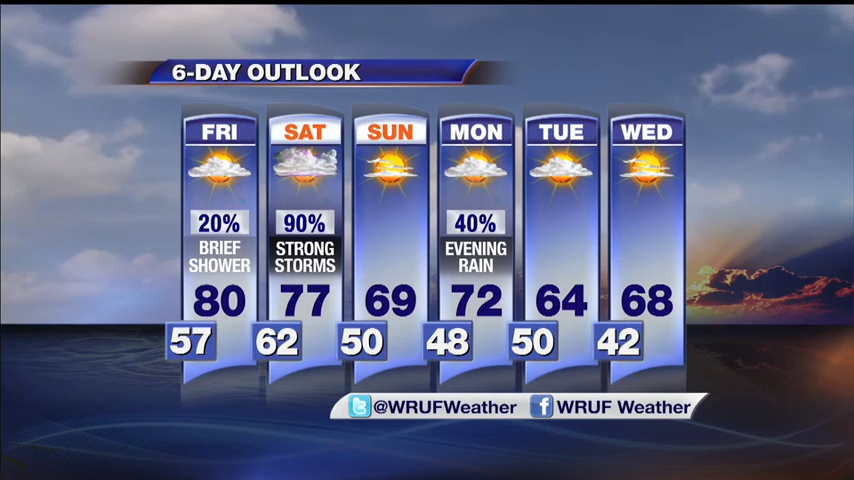 6-DAY OUTLOOK
FRI SAT SUN MON TUE WED
20% 90% 40%
BRIEF STRONG EVENING
SHOWER STORMS RAIN
80 77 69 72 64 68
57 62 50 48 50 42
@WRUFWeather WRUF Weather